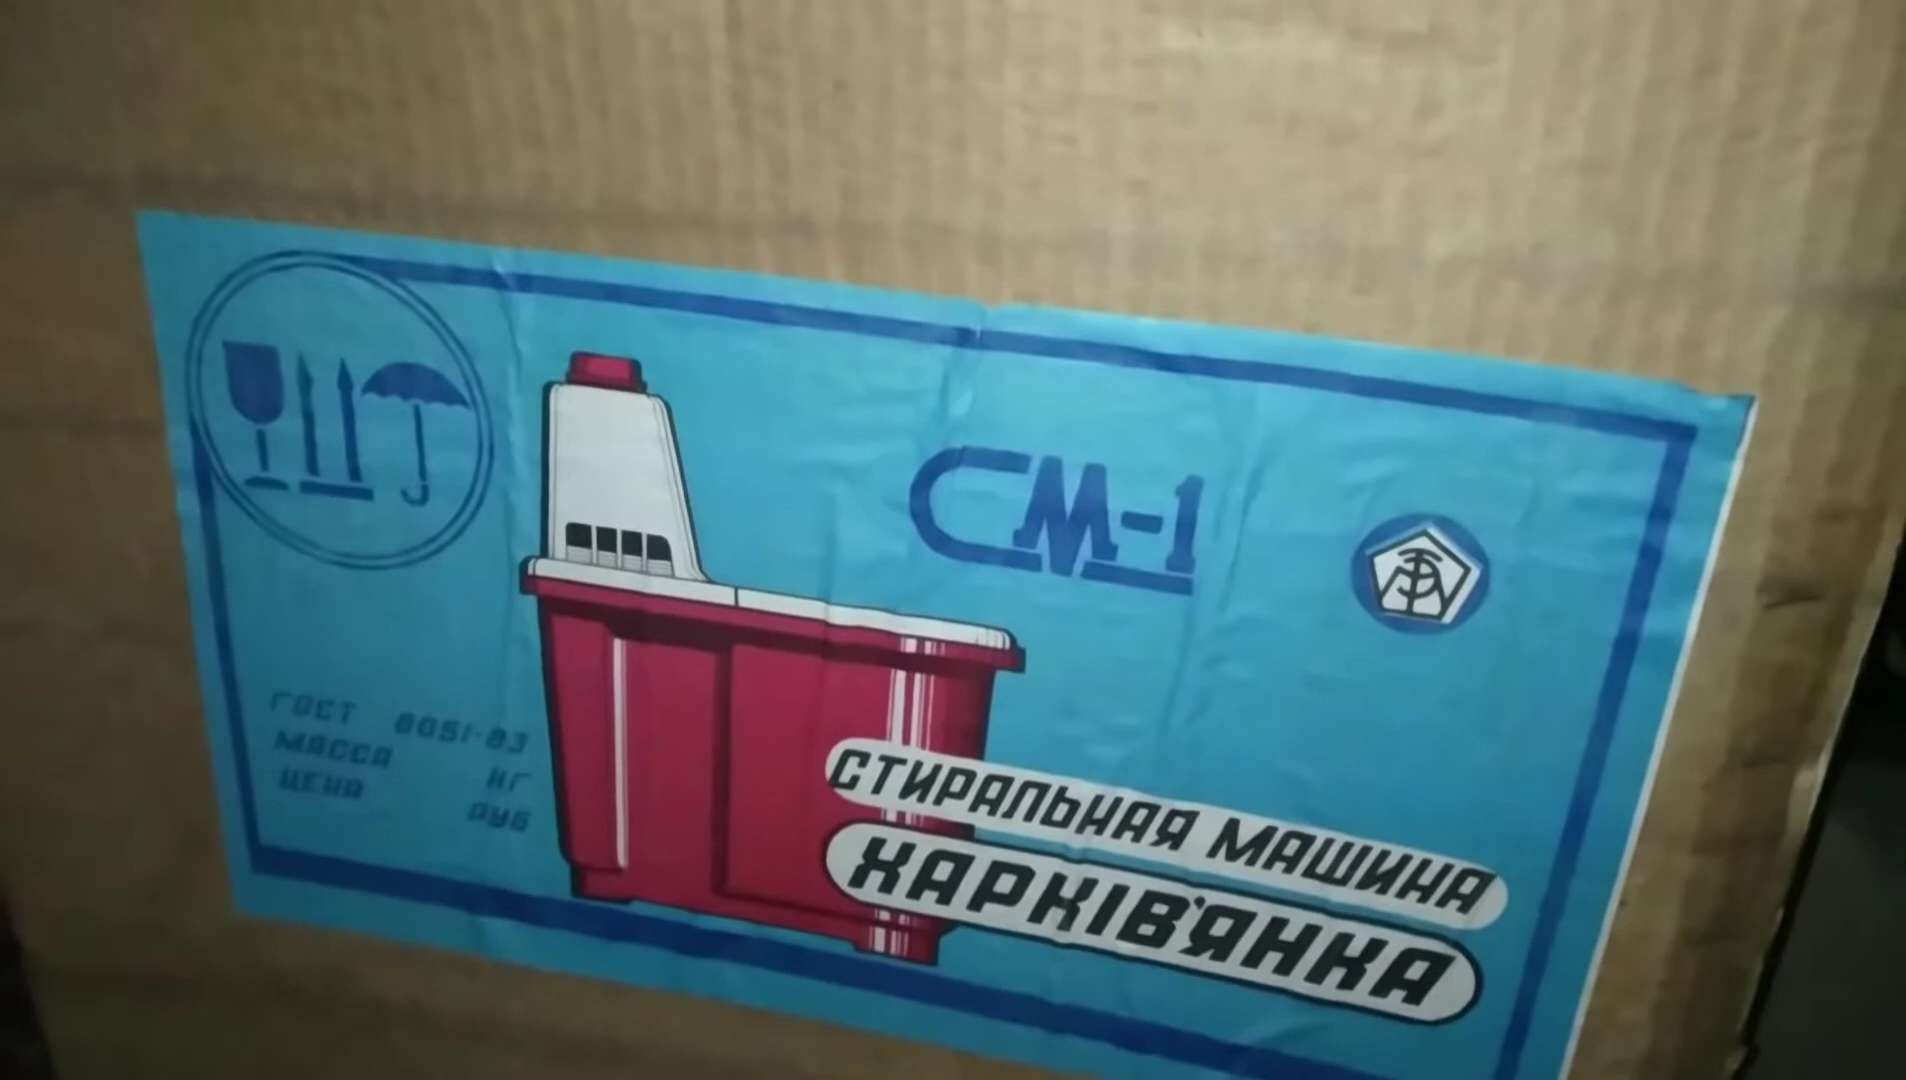 СМ-1
ГОСТ 8051-83
МАССА КГ
ЦЕНА РУБ
СТИРАЛЬНАЯ МАШИНА
ХАРКІВ'ЯНКА